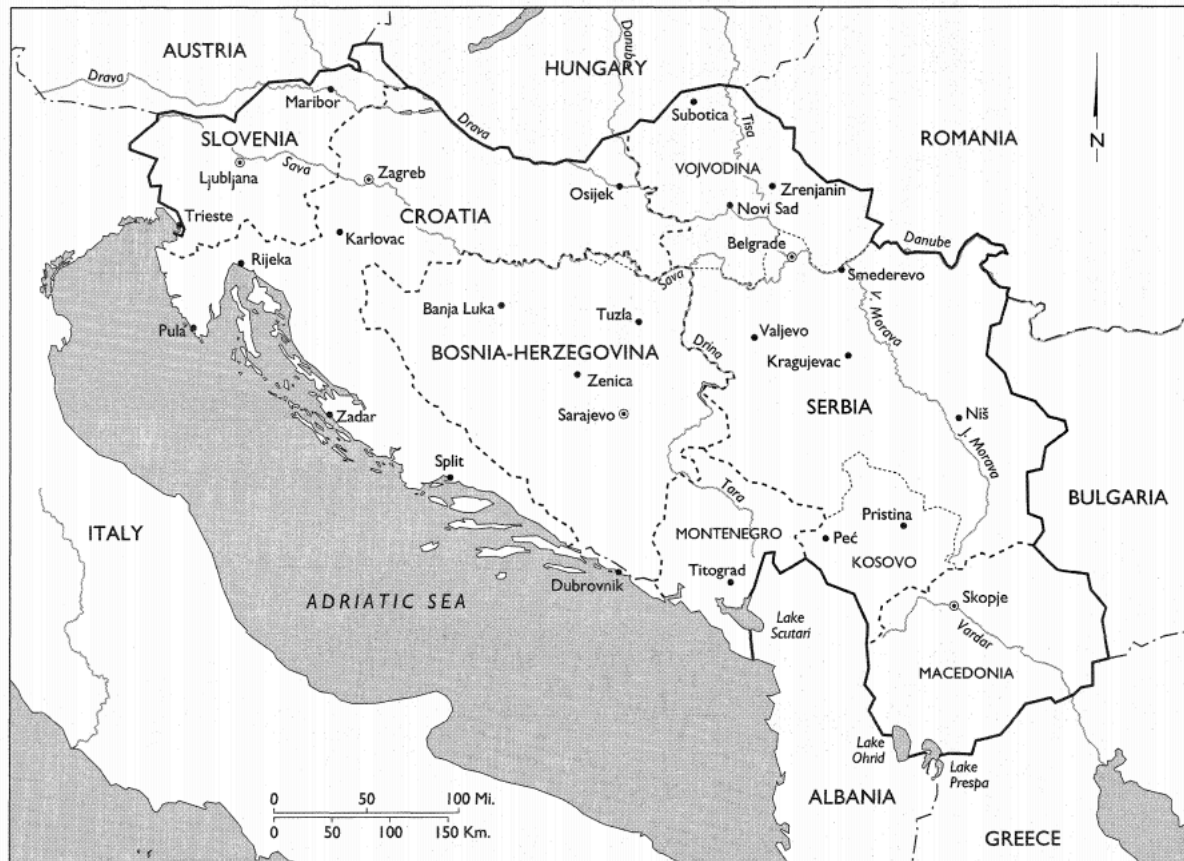 AUSTRIA
Drava
Maribor
HUNGARY
Danube
Drava
Subotica
Tisa
ROMANIA
N
SLOVENIA
Ljubljana
Sava
Zagreb
VOJVODINA
Zrenjanin
Osijek
Novi Sad
Trieste
CROATIA
Karlovac
Belgrade
Danube
Rijeka
Sava
Smederevo
Banja Luka
Tuzla
V. Morava
Pula
Valjevo
Drina
BOSNIA-HERZEGOVINA
Kragujevac
Zenica
Zadar
Sarajevo
SERBIA
Niš
J. Morava
Split
Tara
BULGARIA
ITALY
Pristina
MONTENEGRO
Peć
KOSOVO
Titograd
Dubrovnik
ADRIATIC SEA
Skopje
Lake
Scutari
Vardar
MACEDONIA
Lake
Ohrid
Lake
Prespa
0 50 100 Mi.
0 50 100 150 Km.
ALBANIA
GREECE